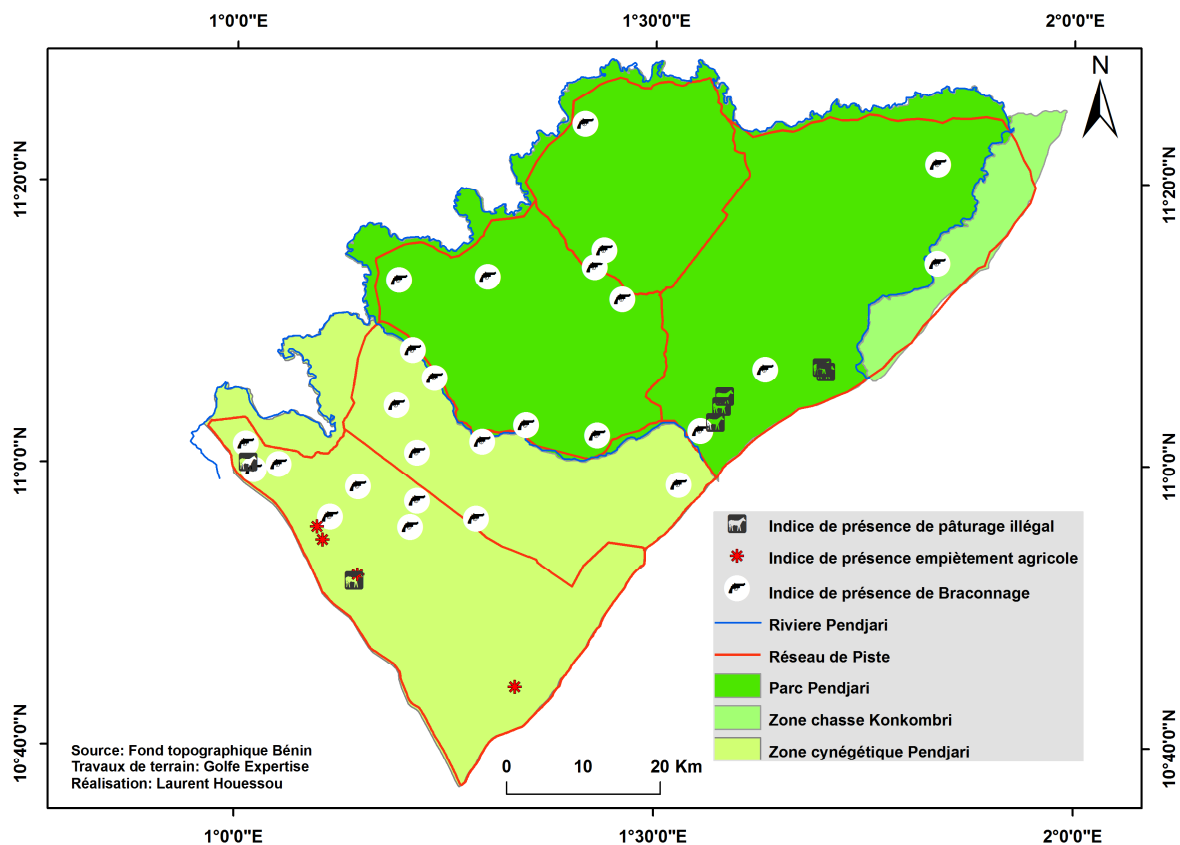 1°0'0"E 1°30'0"E 2°0'0"E
N
11°20'0"N 11°20'0"N
11°0'0"N 11°0'0"N
10°40'0"N 10°40'0"N
Indice de présence de pâturage illégal
Indice de présence empiètement agricole
Indice de présence de Braconnage
Riviere Pendjari
Réseau de Piste
Parc Pendjari
Zone chasse Konkombri
Zone cynégétique Pendjari
Source: Fond topographique Bénin
Travaux de terrain: Golfe Expertise
Réalisation: Laurent Houessou
0 10 20 Km
1°0'0"E 1°30'0"E 2°0'0"E